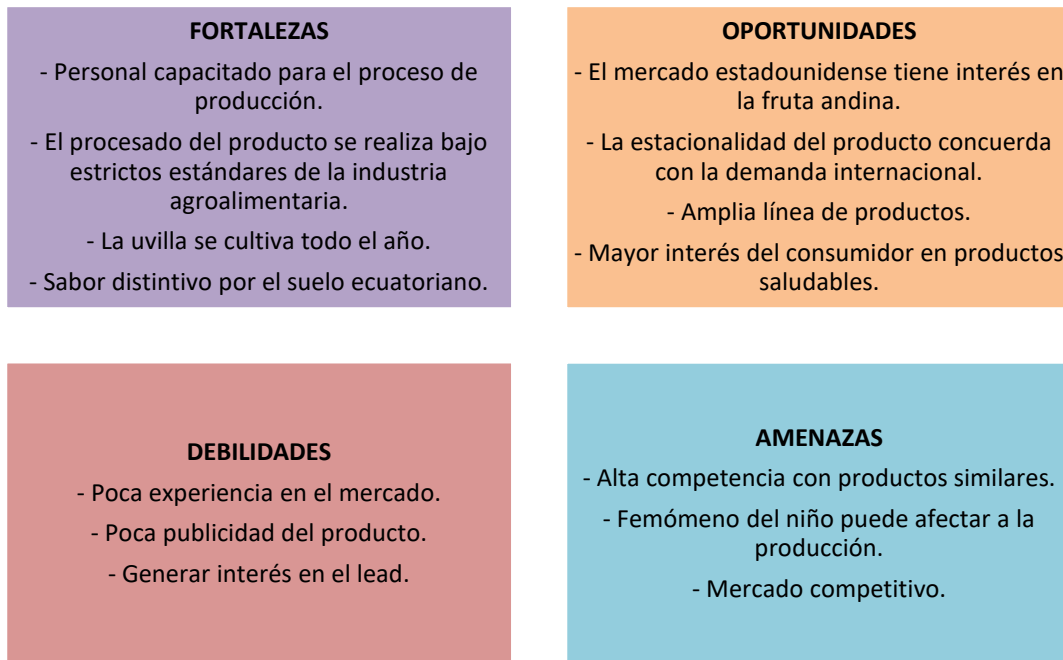 FORTALEZAS
- Personal capacitado para el proceso de
producción.
- El procesado del producto se realiza bajo
estrictos estándares de la industria
agroalimentaria.
- La uvilla se cultiva todo el año.
- Sabor distintivo por el suelo ecuatoriano.
OPORTUNIDADES
- El mercado estadounidense tiene interés en
la fruta andina.
- La estacionalidad del producto concuerda
con la demanda internacional.
- Amplia línea de productos.
- Mayor interés del consumidor en productos
saludables.
DEBILIDADES
- Poca experiencia en el mercado.
- Poca publicidad del producto.
- Generar interés en el lead.
AMENAZAS
- Alta competencia con productos similares.
- Femómeno del niño puede afectar a la
producción.
- Mercado competitivo.